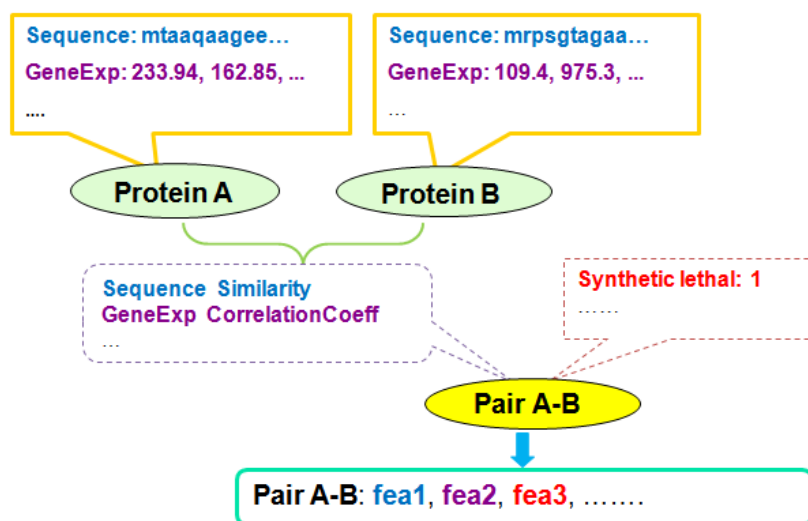 Sequence: mtaaqaagee…
GeneExp: 233.94, 162.85, ...
....
Sequence: mrpsgtagaa…
GeneExp: 109.4, 975.3, ...
…
Protein A
Protein B
Sequence Similarity
GeneExp CorrelationCoeff
…
Synthetic lethal: 1
……
Pair A-B
Pair A-B: fea1, fea2, fea3, …….